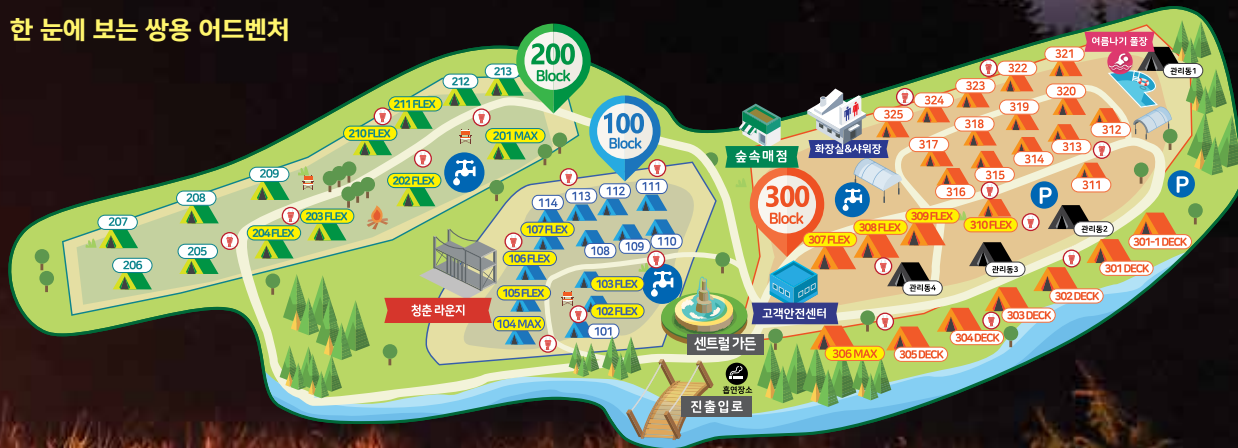 한 눈에 보는 쌍용 어드벤처
200
Block
213
212
211 FLEX
210 FLEX
201 MAX
209
202 FLEX
208
203 FLEX
207
204 FLEX
205
206
100
Block
111
112
113
114
107 FLEX
110
109
108
106 FLEX
103 FLEX
105 FLEX
102 FLEX
104 MAX
101
청춘 라운지
숲속매점
화장실&샤워장
여름나기 풀장
관리동1
300
Block
321
322
323
324
325
320
319
318
317
312
313
314
315
316
311
P
P
309 FLEX
310 FLEX
308 FLEX
307 FLEX
관리동2
관리동3
관리동4
301-1 DECK
301 DECK
302 DECK
303 DECK
304 DECK
305 DECK
306 MAX
고객안전센터
센트럴 가든
흡연장소
진출입로